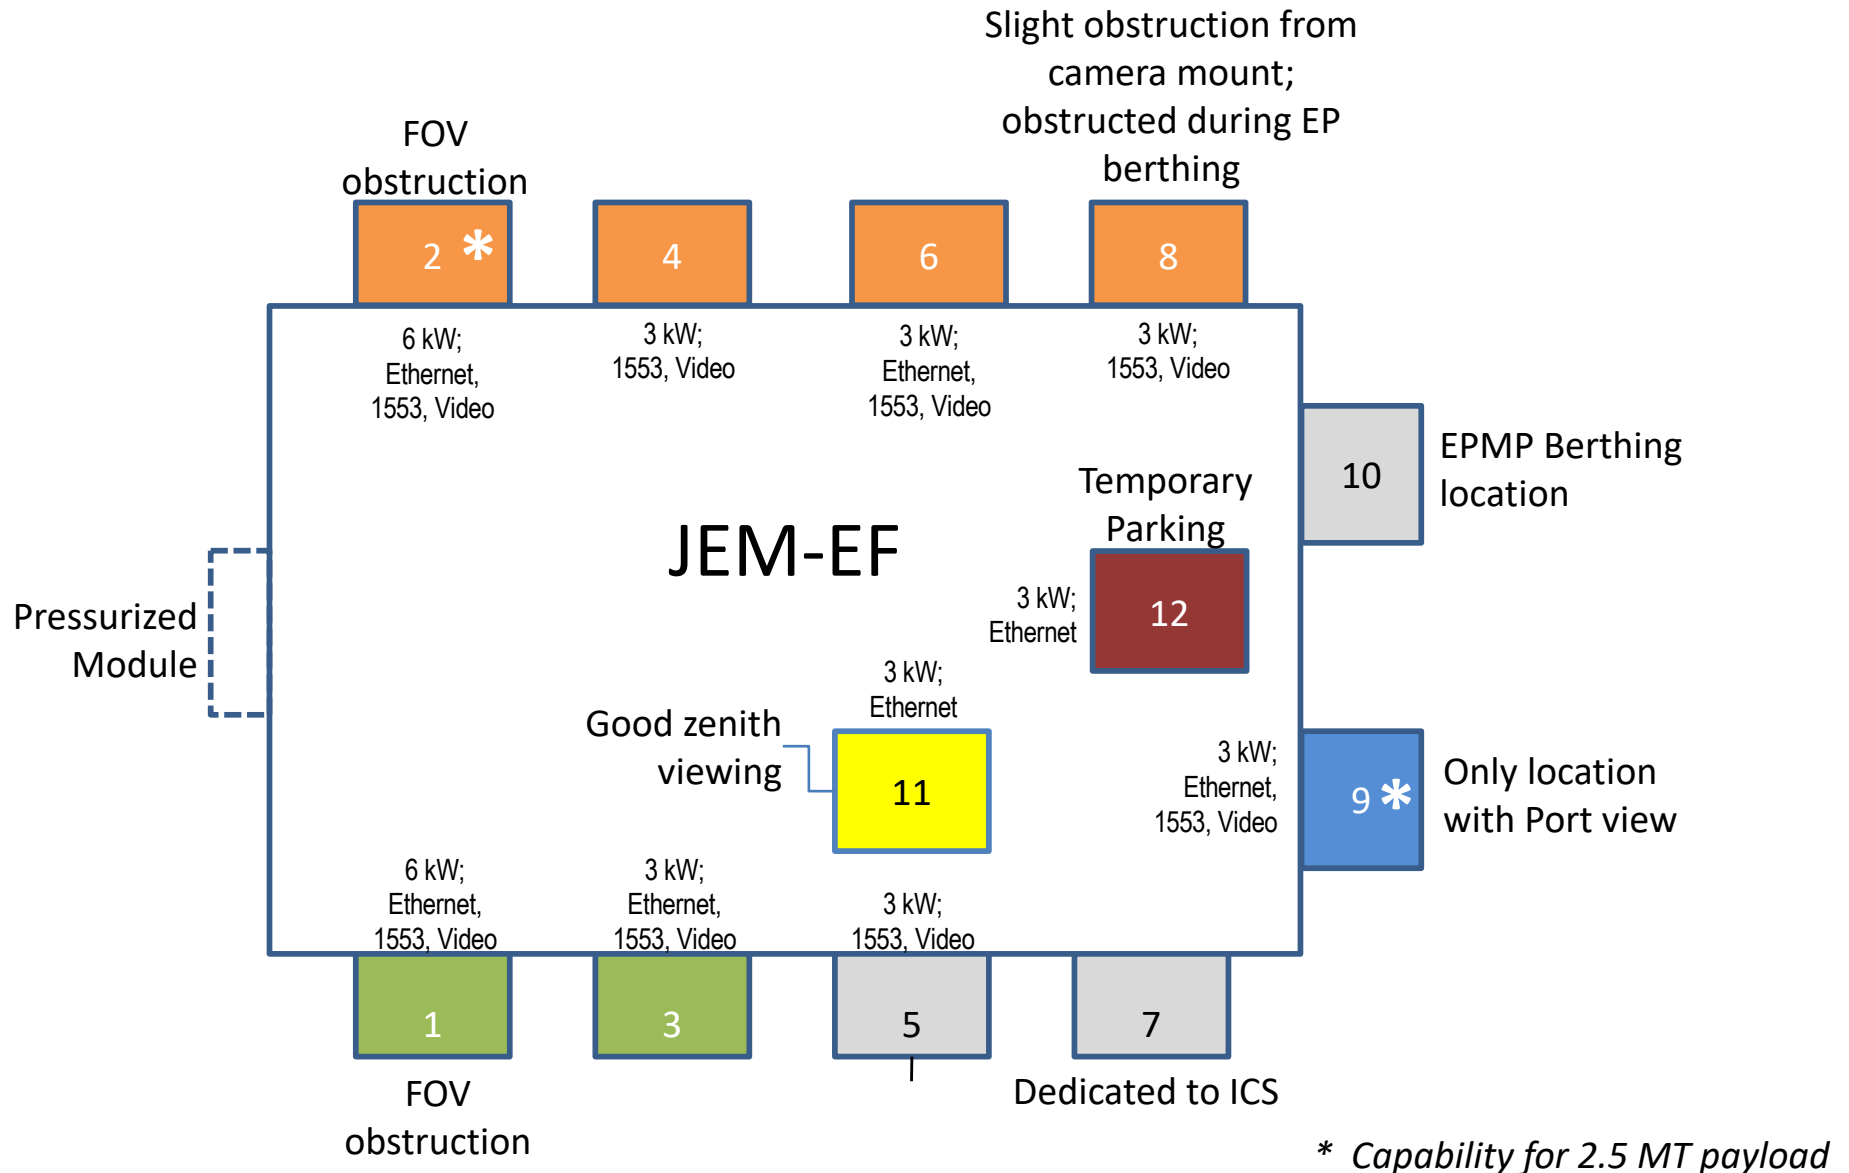 Slight obstruction from
camera mount;
obstructed during EP
berthing
FOV
obstruction
2 *
4
6
8
6 kW;
Ethernet,
1553, Video
3 kW;
1553, Video
3 kW;
Ethernet,
1553, Video
3 kW;
1553, Video
10
EPMP Berthing
location
Temporary
Parking
JEM-EF
3 kW;
Ethernet
12
Pressurized
Module
3 kW;
Ethernet
Good zenith
viewing
11
3 kW;
Ethernet,
1553, Video
9 *
Only location
with Port view
6 kW;
Ethernet,
1553, Video
3 kW;
Ethernet,
1553, Video
3 kW;
1553, Video
1
3
5
7
FOV
obstruction
Dedicated to ICS
* Capability for 2.5 MT payload